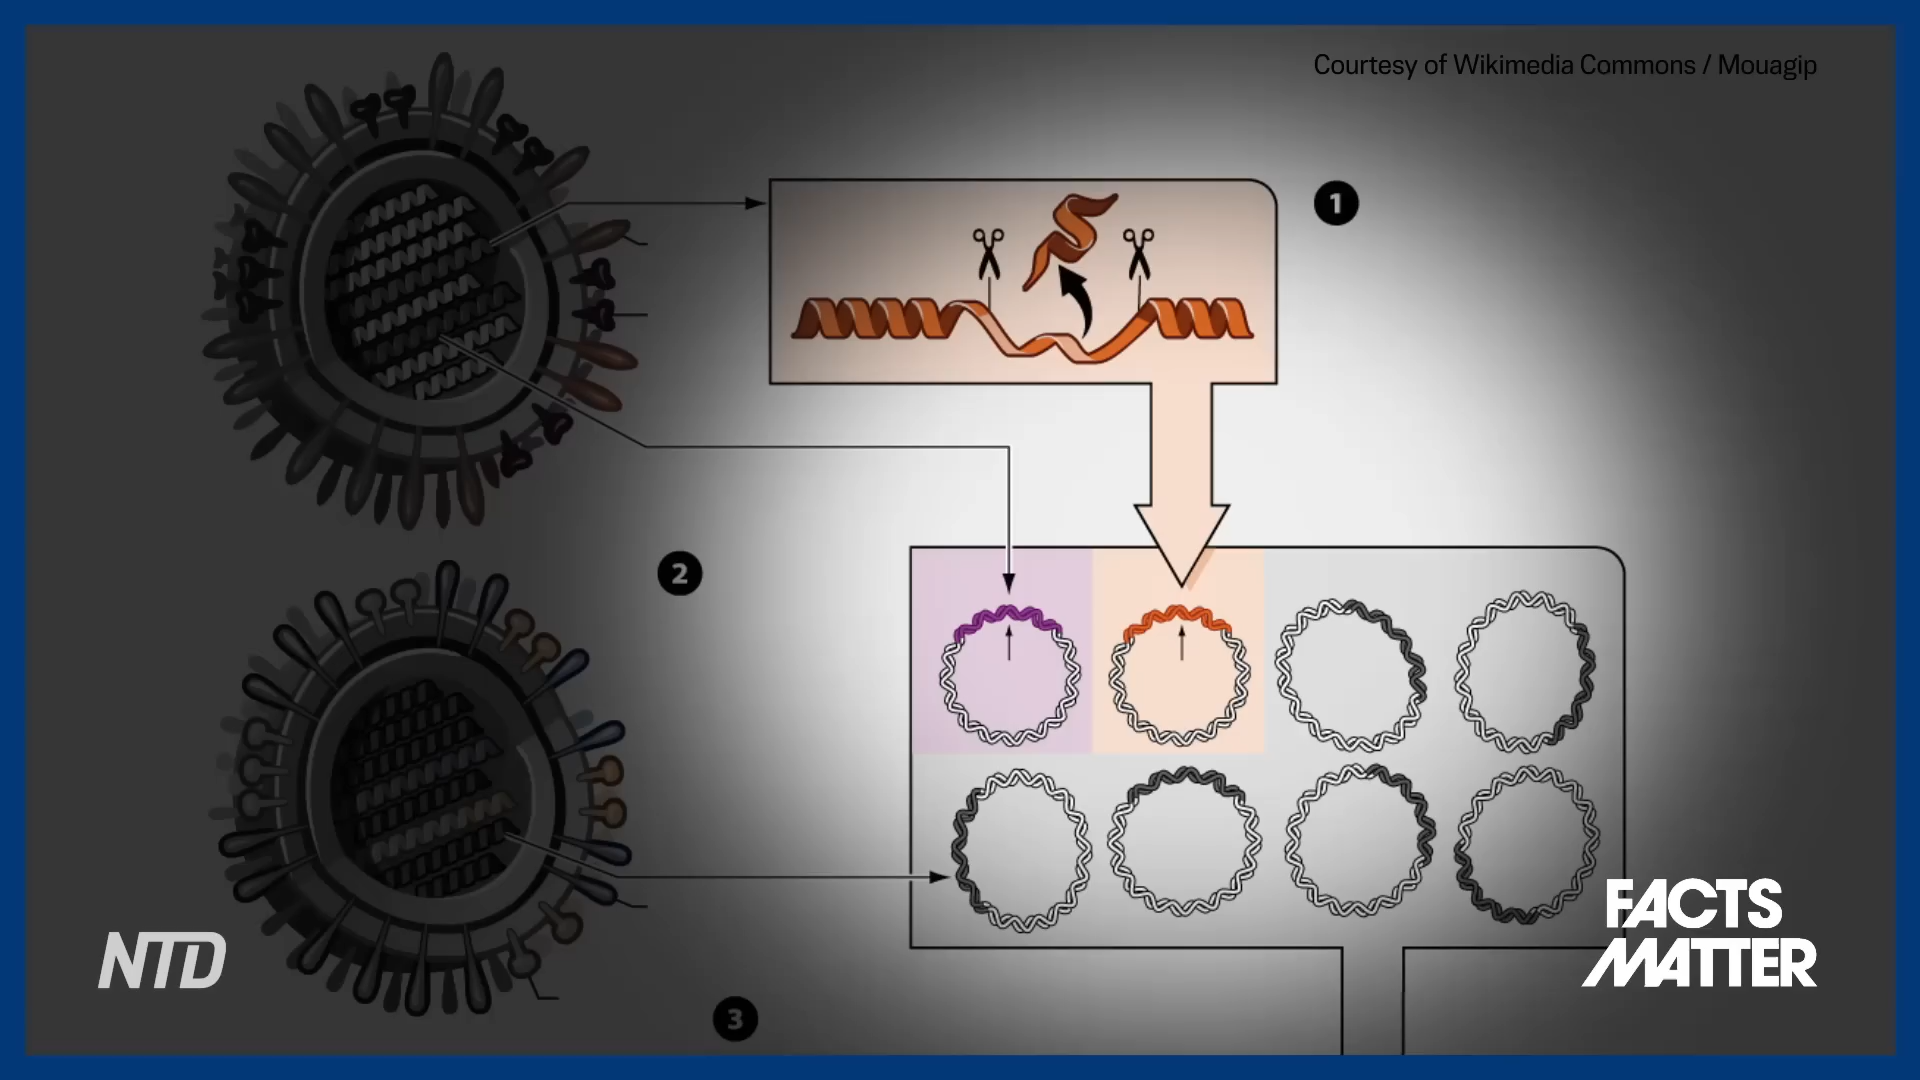 Courtesy of Wikimedia Commons / Mouagip
1
2
3
NTD
FACTS
MATTER